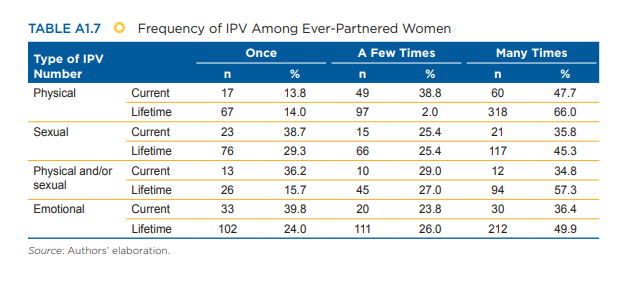 TABLE A1.7 Frequency of IPV Among Ever-Partnered Women
Type of IPV Number Once A Few Times Many Times
n % n % n %
Physical Current 17 13.8 49 38.8 60 47.7
Lifetime 67 14.0 97 2.0 318 66.0
Sexual Current 23 38.7 15 25.4 21 35.8
Lifetime 76 29.3 66 25.4 117 45.3
Physical and/or sexual Current 13 36.2 10 29.0 12 34.8
Lifetime 26 15.7 45 27.0 94 57.3
Emotional Current 33 39.8 20 23.8 30 36.4
Lifetime 102 24.0 111 26.0 212 49.9
Source: Authors' elaboration.